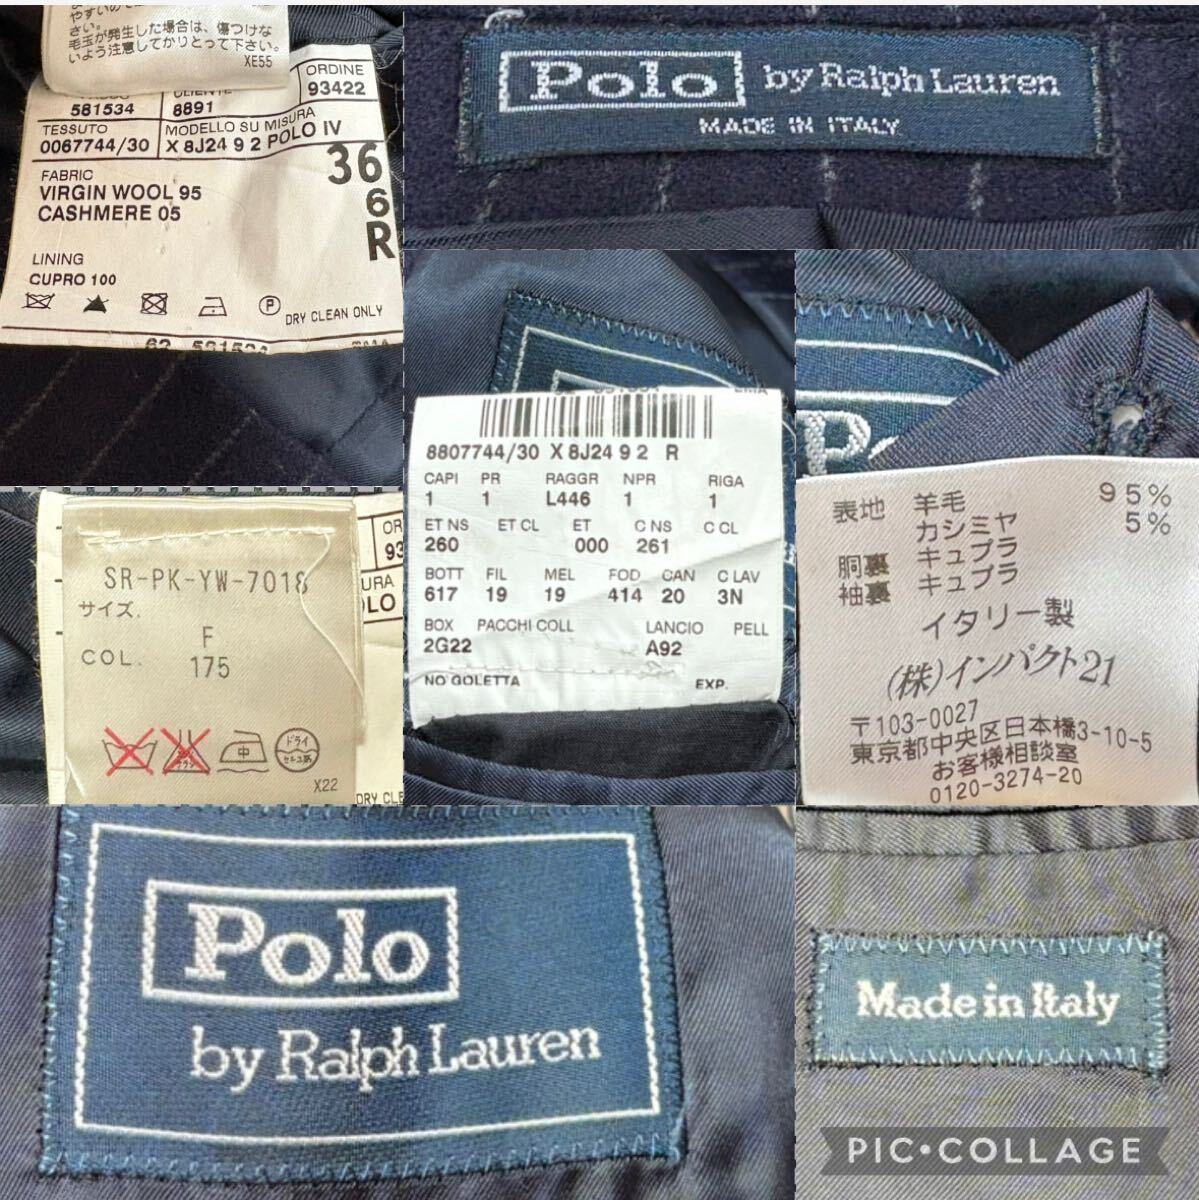 やすいので
さい。
毛玉が発生した場合は、傷つけな
いよう注意してかりとって下さい。
XE55
ORDINE
93422
581534
8891
TESSUTO
0067744/30
MODELLO SU MISURA
X 8J24 9 2 POLO IV
36
6
R
FABRIC
VIRGIN WOOL 95
CASHMERE 05
LINING
CUPRO 100
P
DRY CLEAN ONLY
Polo by Ralph Lauren
MADE IN ITALY
SR-PK-YW-7018
サイズ.
F
COL. 175
中
ドライ
セキユ系
X22
8807744/30 X 8J24 9 2 R
CAPI PR RAGGR NPR RIGA
1 1 L446 1 1
ET NS ET CL ET C NS C CL
260 000 261
BOTT FIL MEL FOD CAN C LAV
617 19 19 414 20 3N
BOX PACCHI COLL LANCIO PELL
2G22 A92
NO GOLETTA EXP.
表地 羊毛 95%
カシミヤ 5%
胴裏 キュプラ
袖裏 キュプラ
イタリー製
(株)インパクト21
〒103-0027
東京都中央区日本橋3-10-5
お客様相談室
0120-3274-20
Polo
by Ralph Lauren
Made in Italy
PIC•COLLAGE